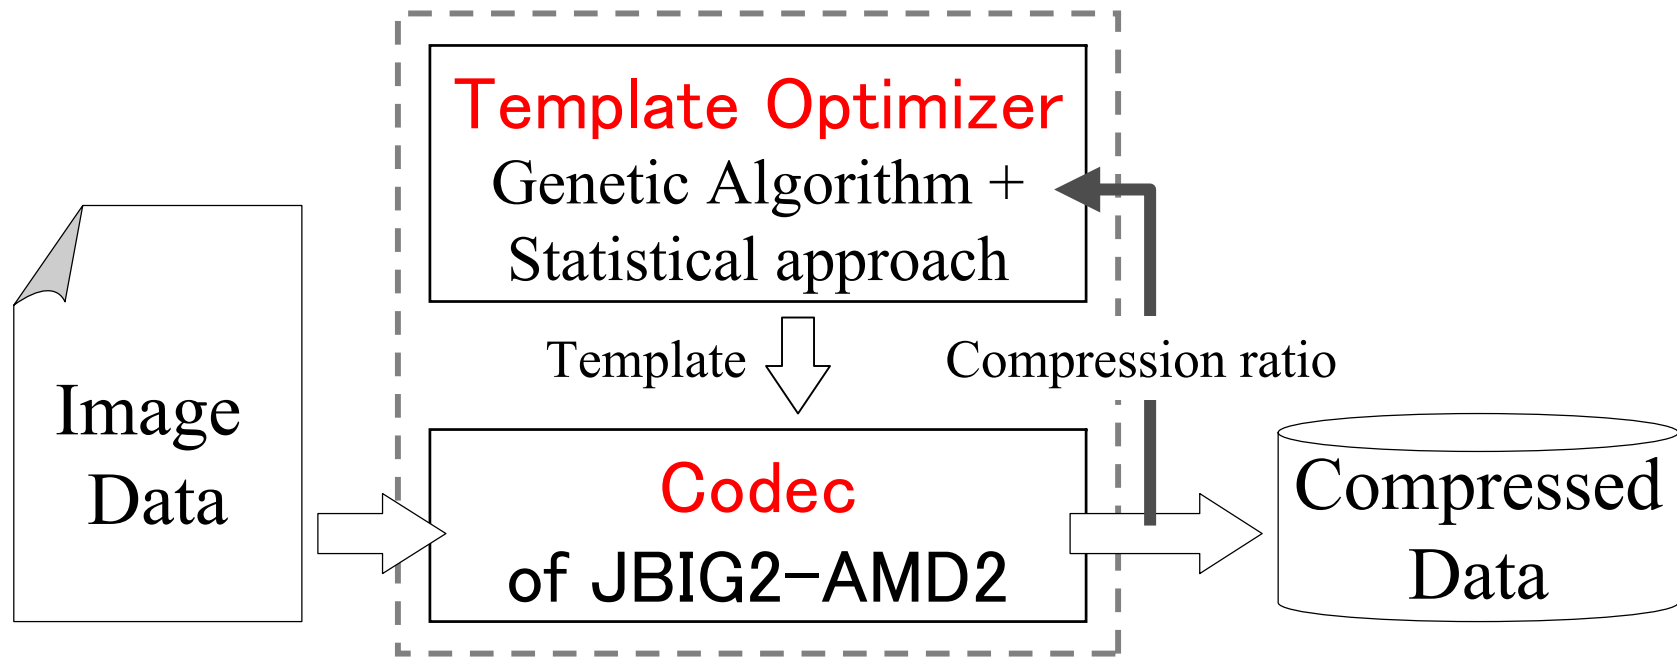 Template Optimizer
Genetic Algorithm +
Statistical approach
Template
Compression ratio
Image
Data
Codec
of JBIG2-AMD2
Compressed
Data